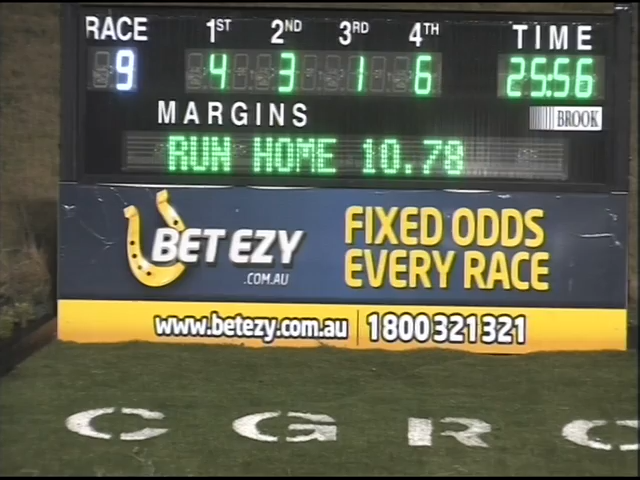 RACE 1ST 2ND 3RD 4TH TIME
9 4 3 1 6 25:56
MARGINS BROOK
RUN HOME 10.78
BET EZY FIXED ODDS
.COM.AU EVERY RACE
www.betezy.com.au 1800 321 321
C G R